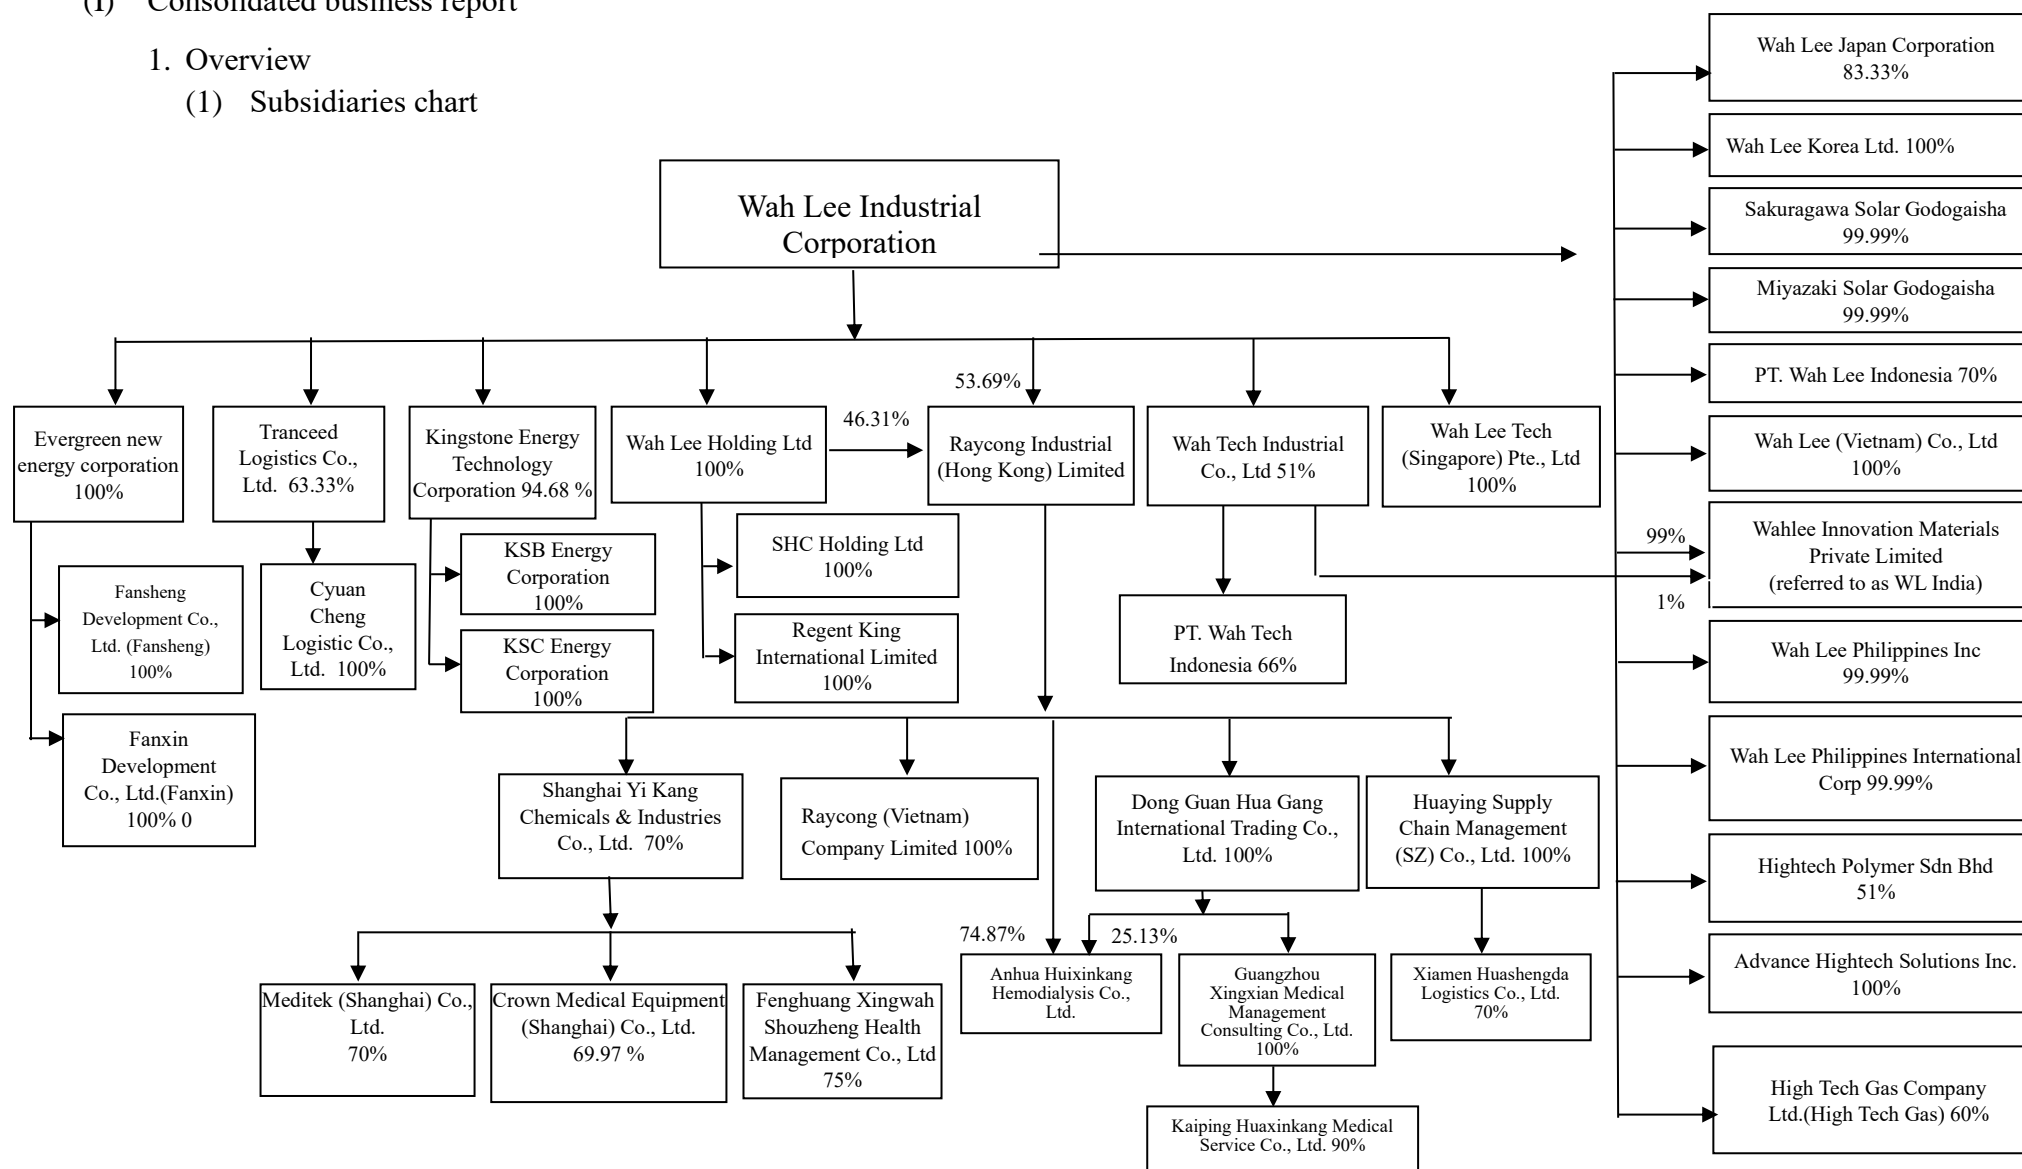 (I) Consolidated business report
1. Overview
(1) Subsidiaries chart
Wah Lee Industrial
Corporation
Wah Lee Japan Corporation
83.33%
Wah Lee Korea Ltd. 100%
Sakuragawa Solar Godogaisha
99.99%
Miyazaki Solar Godogaisha
99.99%
PT. Wah Lee Indonesia 70%
Wah Lee (Vietnam) Co., Ltd
100%
99%
Wahlee Innovation Materials
Private Limited
(referred to as WL India)
1%
Wah Lee Philippines Inc
99.99%
Wah Lee Philippines International
Corp 99.99%
Hightech Polymer Sdn Bhd
51%
Advance Hightech Solutions Inc.
100%
High Tech Gas Company
Ltd.(High Tech Gas) 60%
Evergreen new
energy corporation
100%
Tranceed
Logistics Co.,
Ltd. 63.33%
Kingstone Energy
Technology
Corporation 94.68 %
Wah Lee Holding Ltd
100%
46.31%
53.69%
Raycong Industrial
(Hong Kong) Limited
Wah Tech Industrial
Co., Ltd 51%
Wah Lee Tech
(Singapore) Pte., Ltd
100%
Fansheng
Development Co.,
Ltd. (Fansheng)
100%
Fanxin
Development
Co., Ltd.(Fanxin)
100% 0
Cyuan
Cheng
Logistic Co.,
Ltd. 100%
KSB Energy
Corporation
100%
KSC Energy
Corporation
100%
SHC Holding Ltd
100%
Regent King
International Limited
100%
PT. Wah Tech
Indonesia 66%
Shanghai Yi Kang
Chemicals & Industries
Co., Ltd. 70%
Raycong (Vietnam)
Company Limited 100%
Dong Guan Hua Gang
International Trading Co.,
Ltd. 100%
Huaying Supply
Chain Management
(SZ) Co., Ltd. 100%
74.87%
25.13%
Meditek (Shanghai) Co.,
Ltd.
70%
Crown Medical Equipment
(Shanghai) Co., Ltd.
69.97 %
Fenghuang Xingwah
Shouzheng Health
Management Co., Ltd
75%
Anhua Huixinkang
Hemodialysis Co.,
Ltd.
Guangzhou
Xingxian Medical
Management
Consulting Co., Ltd.
100%
Xiamen Huashengda
Logistics Co., Ltd.
70%
Kaiping Huaxinkang Medical
Service Co., Ltd. 90%